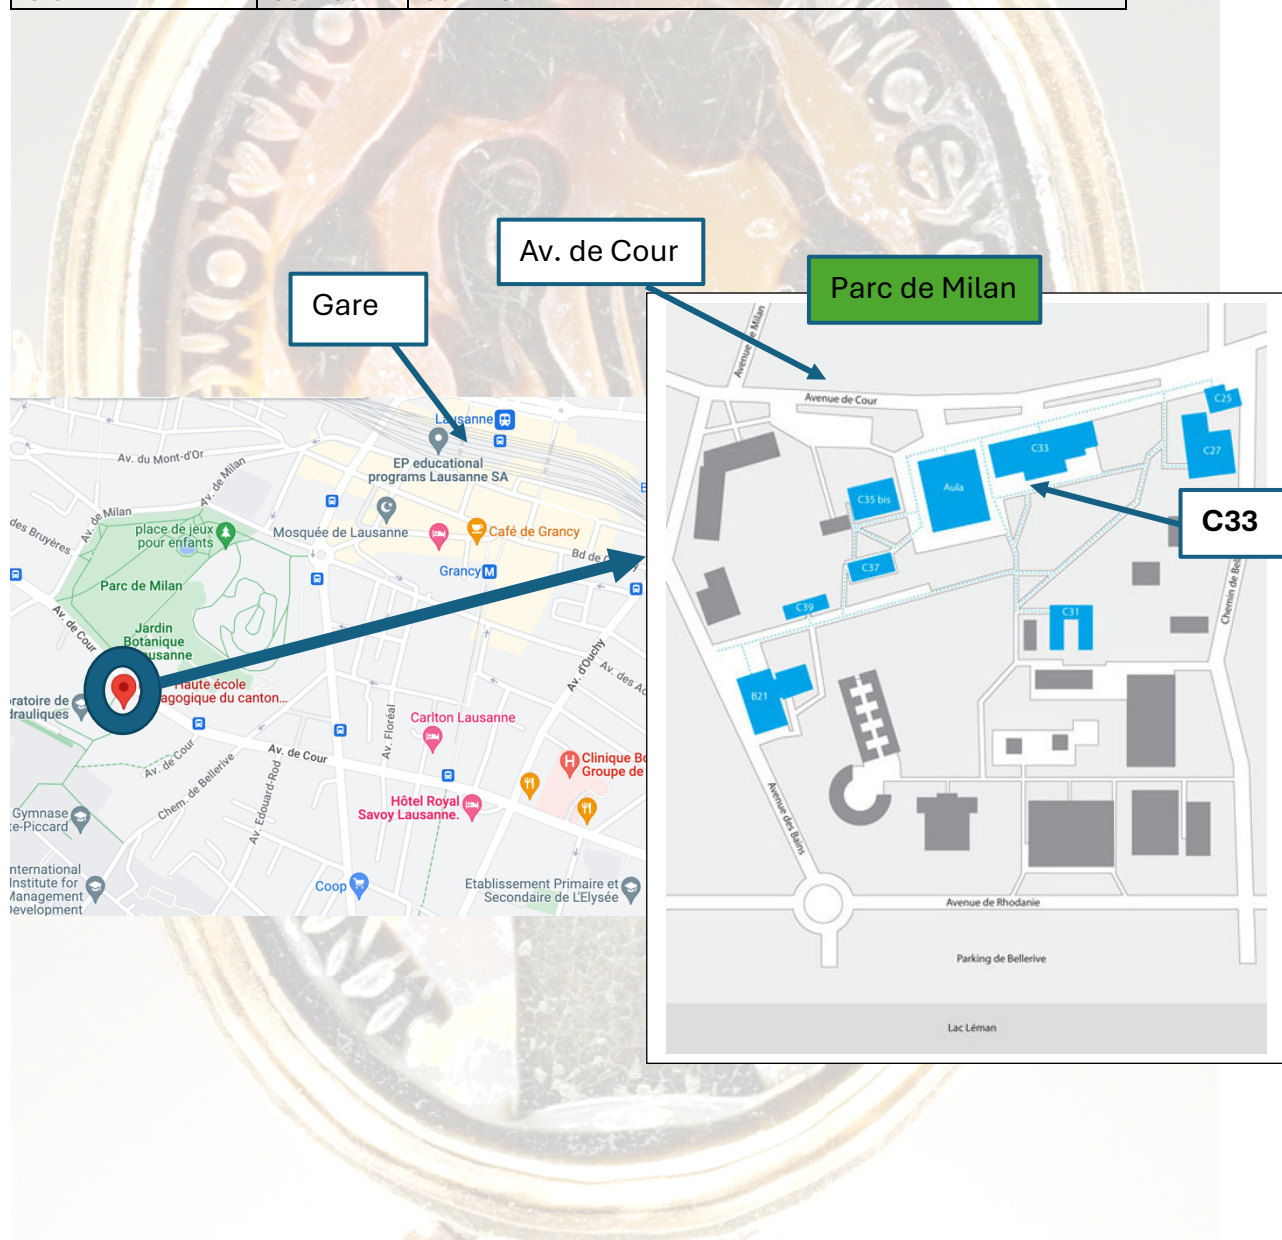 Av. de Cour
Parc de Milan
Gare
C33
Lausanne
EP educational
programs Lausanne SA
Av. du Mont-d'Or
Av. de Milan
Av. de Milan
des Bruyères
place de jeux
pour enfants
Mosquée de Lausanne
Café de Grancy
Grancy
Bd de
Parc de Milan
Jardin
Botanique
Av. de Cour
Haute école
agogique du canton...
ratoire de
drauliques
Av. d'Ouchy
Av. des
Av. Floréal
Carlton Lausanne
Av. de Cour
Av. de Cour
Chem. de Bellerive
Av. Edouard-Rod
Clinique
Groupe de
Hôtel Royal
Savoy Lausanne.
Gymnase
te-Piccard
nternational
Institute for
Management
Development
Coop
Etablissement Primaire et
Secondaire de L'Elysée
Avenue de Milan
Avenue de Cour
C25
C33
C27
Aula
C35 bis
C37
C39
C31
B21
Chemin de
Avenue des Bains
Avenue de Rhodanie
Parking de Bellerive
Lac Léman